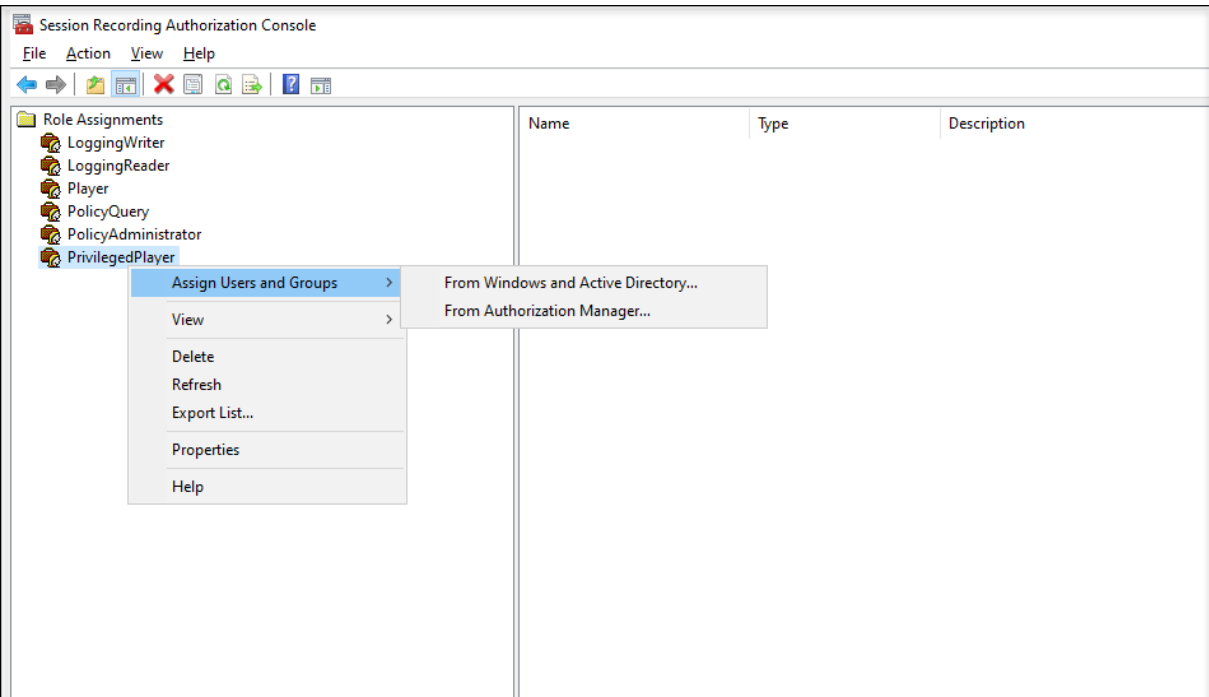 Session Recording Authorization Console
File Action View Help
Role Assignments
LoggingWriter
LoggingReader
Player
PolicyQuery
PolicyAdministrator
PrivilegedPlayer
Name Type Description
Assign Users and Groups
View
Delete
Refresh
Export List...
Properties
Help
From Windows and Active Directory...
From Authorization Manager...